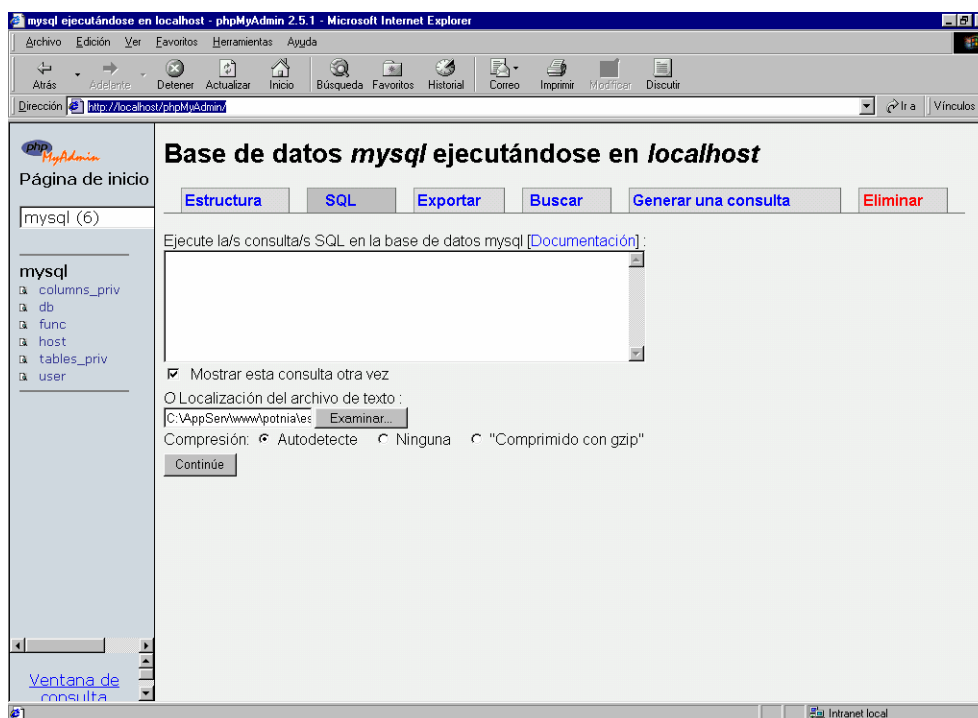 mysql ejecutándose en localhost - phpMyAdmin 2.5.1 - Microsoft Internet Explorer
Archivo Edición Ver Favoritos Herramientas Ayuda
Atrás Adelante Detener Actualizar Inicio Búsqueda Favoritos Historial Correo Imprimir Modificar Discutir
Dirección http://localhost/phpMyAdmin/ Ir a Vínculos
php MyAdmin
Página de inicio
mysql (6)
mysql
columns_priv
db
func
host
tables_priv
user
Ventana de
consulta
Base de datos mysql ejecutándose en localhost
Estructura SQL Exportar Buscar Generar una consulta Eliminar
Ejecute la/s consulta/s SQL en la base de datos mysql [Documentación] :
Mostrar esta consulta otra vez
O Localización del archivo de texto :
C:\AppServ\www\potnia\es Examinar...
Compresión: Autodetecte Ninguna "Comprimido con gzip"
Continúe
Intranet local